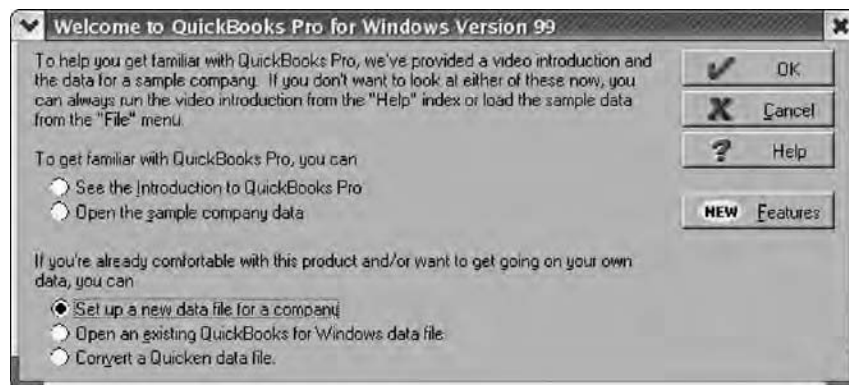 Welcome to QuickBooks Pro for Windows Version 99
To help you get familiar with QuickBooks Pro, we've provided a video introduction and
the data for a sample company. If you don't want to look at either of these now, you
can always run the video introduction from the "Help" index or load the sample data
from the "File" menu.
OK
Cancel
Help
NEW Features
To get familiar with QuickBooks Pro, you can
See the Introduction to QuickBooks Pro
Open the sample company data
If you're already comfortable with this product and/or want to get going on your own
data, you can
Set up a new data file for a company
Open an existing QuickBooks for Windows data file
Convert a Quicken data file.